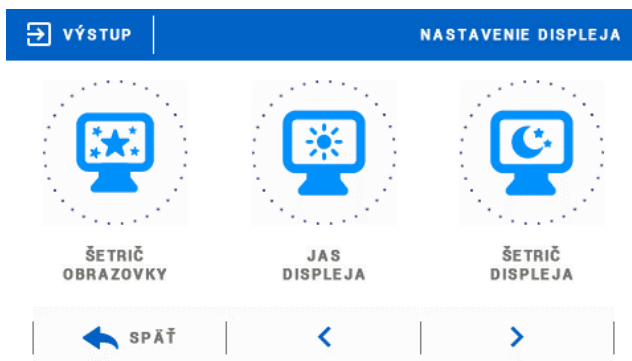 VÝSTUP
NASTAVENIE DISPLEJA
ŠETRIČ
OBRAZOVKY
JAS
DISPLEJA
ŠETRIČ
DISPLEJA
SPÄŤ